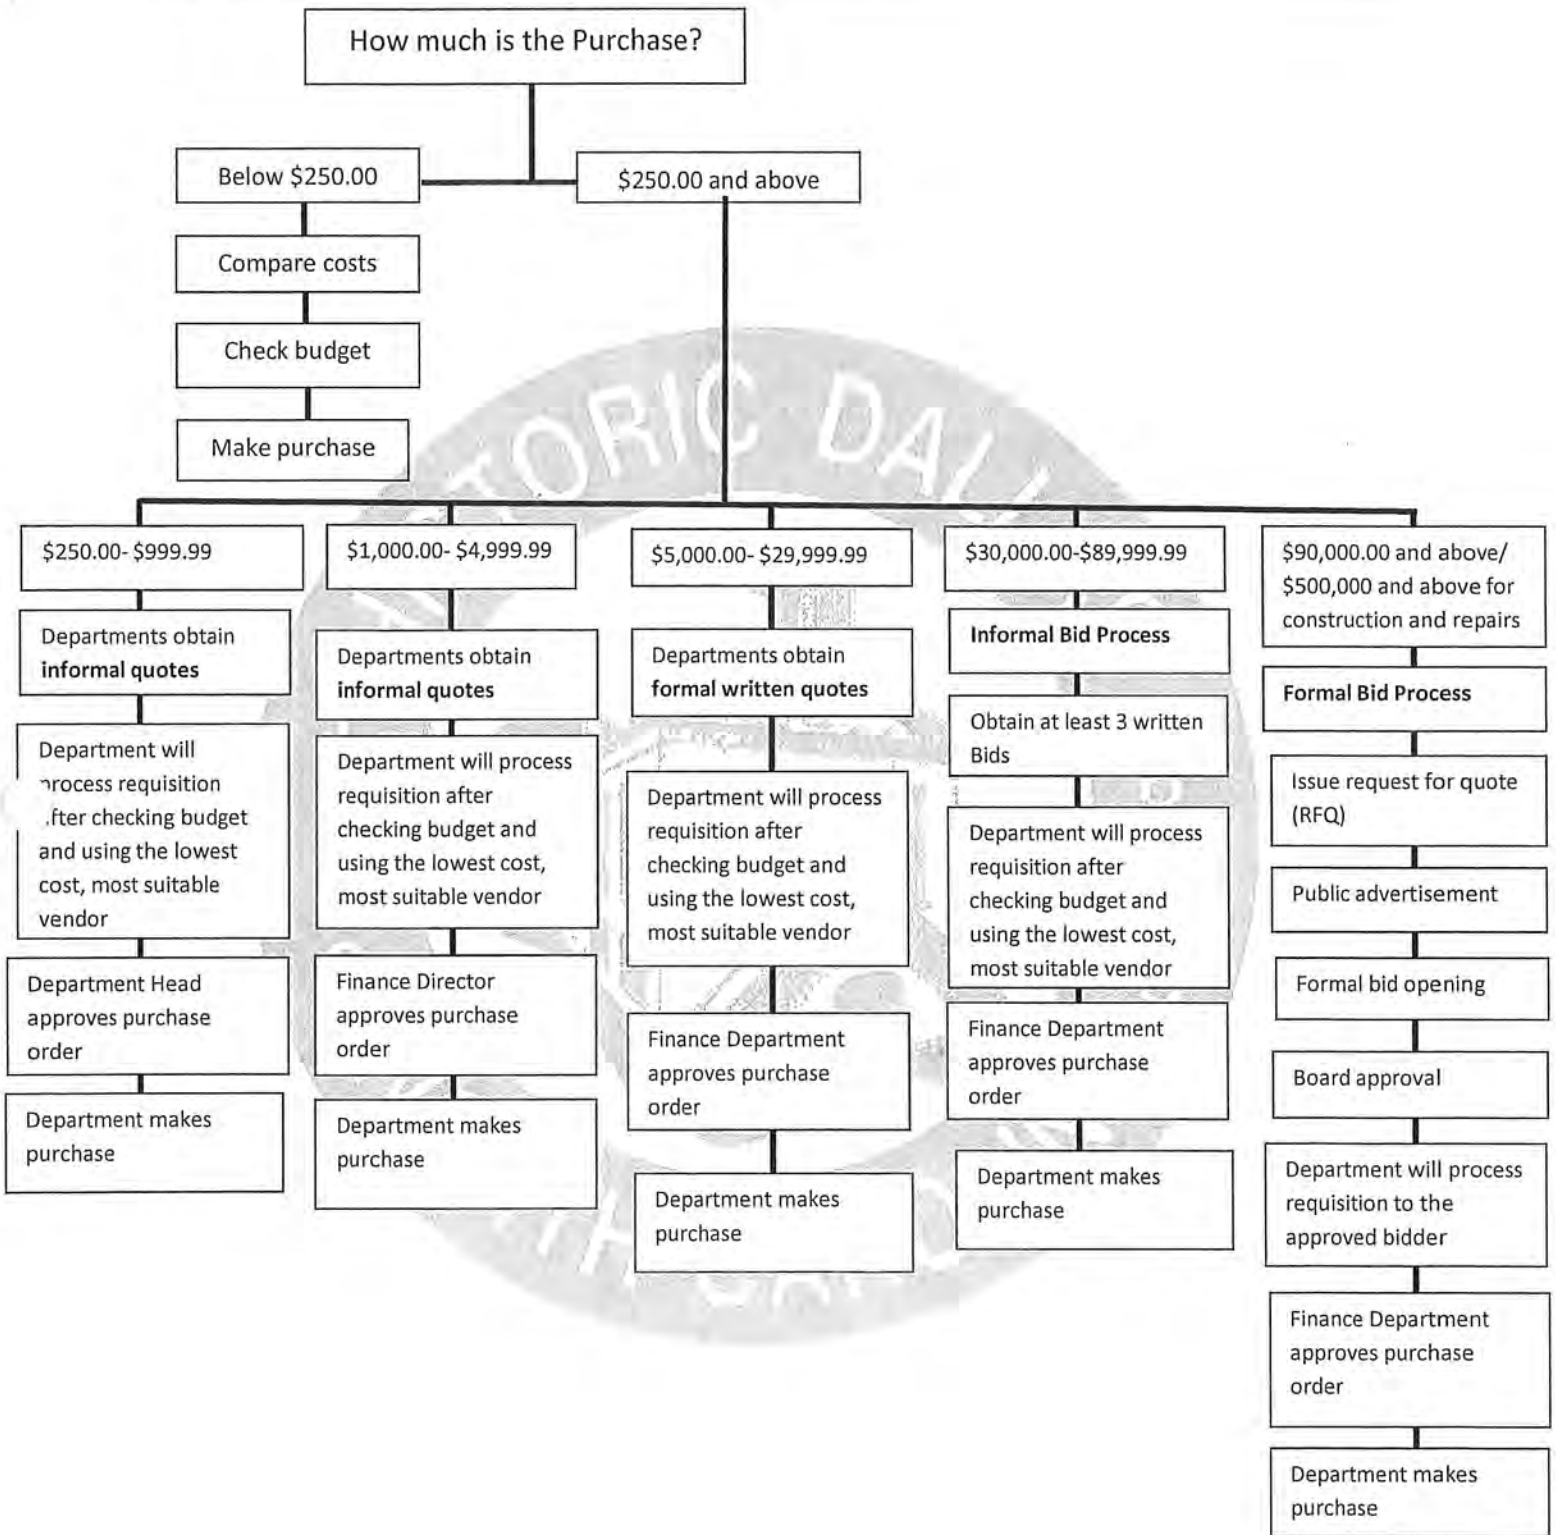 How much is the Purchase?
Below $250.00
$250.00 and above
Compare costs
Check budget
Make purchase
$250.00- $999.99
Departments obtain
informal quotes
Department will
process requisition
after checking budget
and using the lowest
cost, most suitable
vendor
Department Head
approves purchase
order
Department makes
purchase
$1,000.00- $4,999.99
Departments obtain
informal quotes
Department will process
requisition after
checking budget and
using the lowest cost,
most suitable vendor
Finance Director
approves purchase
order
Department makes
purchase
$5,000.00- $29,999.99
Departments obtain
formal written quotes
Department will process
requisition after
checking budget and
using the lowest cost,
most suitable vendor
Finance Department
approves purchase
order
Department makes
purchase
$30,000.00-$89,999.99
Informal Bid Process
Obtain at least 3 written
Bids
Department will process
requisition after
checking budget and
using the lowest cost,
most suitable vendor
Finance Department
approves purchase
order
Department makes
purchase
$90,000.00 and above/
$500,000 and above for
construction and repairs
Formal Bid Process
Issue request for quote
(RFQ)
Public advertisement
Formal bid opening
Board approval
Department will process
requisition to the
approved bidder
Finance Department
approves purchase
order
Department makes
purchase